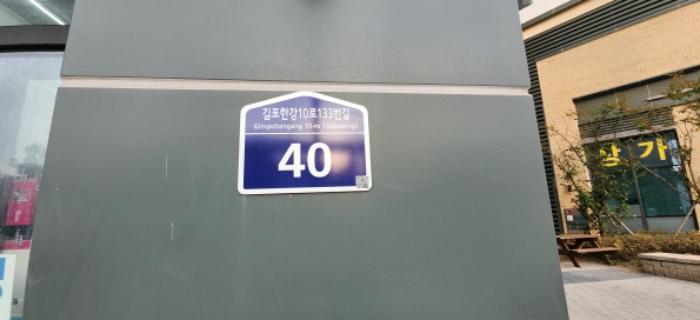 김포한강10로133번길
Gimpohangang 10-ro 133beon-gil
40
상가